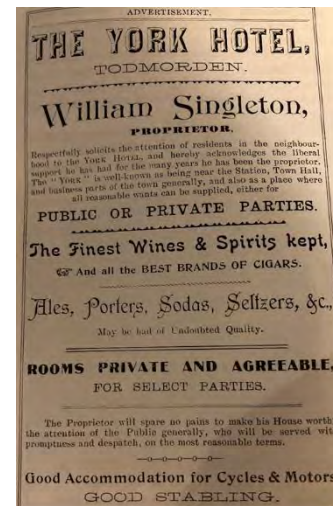 ADVERTISEMENT.
THE YORK HOTEL,
TODMORDEN.
William Singleton,
PROPRIETOR,
Respectfully solicits the attention of residents in the neighbour-
hood to the YORK HOTEL, and hereby acknowledges the liberal
support he has had for the many years he has been the proprietor.
The "YORK" is well-known as being near the Station, Town Hall,
and business parts of the town generally, and also as a place where
all reasonable wants can be supplied, either for
PUBLIC OR PRIVATE PARTIES.
The Finest Wines & Spirits kept,
And all the BEST BRANDS OF CIGARS.
Ales, Porters, Sodas, Seltzers, &c.,
May be had of Undoubted Quality.
ROOMS PRIVATE AND AGREEABLE,
FOR SELECT PARTIES.
The Proprietor will spare no pains to make his House worth
the attention of the Public generally, who will be served wit
promptness and despatch, on the most reasonable terms.
Good Accommodation for Cycles & Motors
GOOD STABLING.